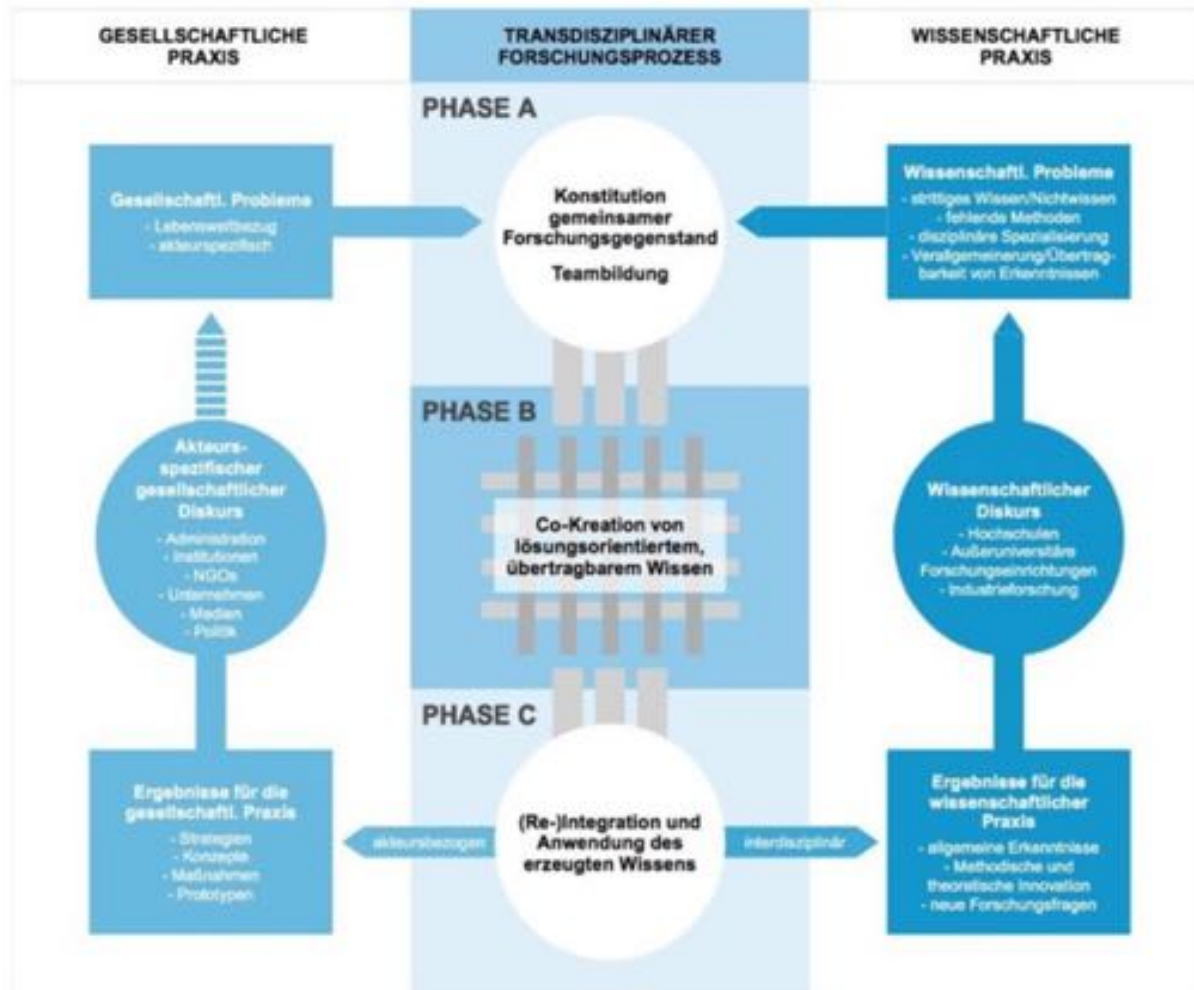 GESELLSCHAFTLICHE
PRAXIS
TRANSDISZIPLINÄRER
FORSCHUNGSPROZESS
WISSENSCHAFTLICHE
PRAXIS
PHASE A
Gesellschaftl. Probleme
- Lebensweltbezug
- akteurspezifisch
Konstitution
gemeinsamer
Forschungsgegenstand
Teambildung
Wissenschaftl. Probleme
- strittiges Wissen/Nichtwissen
- fehlende Methoden
- disziplinäre Spezialisierung
- Verallgemeinerung/Übertrag-
barkeit von Erkenntnissen
PHASE B
Akteurs-
spezifischer
gesellschaftlicher
Diskurs
- Administration
- Institutionen
- NGOs
- Unternehmen
- Medien
- Politik
Co-Kreation von
lösungsorientiertem,
übertragbarem Wissen
Wissenschaftlicher
Diskurs
- Hochschulen
- Außeruniversitäre
Forschungseinrichtungen
- Industrieforschung
PHASE C
Ergebnisse für die
gesellschaftl. Praxis
- Strategien
- Konzepte
- Maßnahmen
- Prototypen
akteursbezogen
(Re-)Integration und
Anwendung des
erzeugten Wissens
interdisziplinär
Ergebnisse für die
wissenschaftlicher
Praxis
- allgemeine Erkenntnisse
- Methodische und
theoretische Innovation
- neue Forschungsfragen